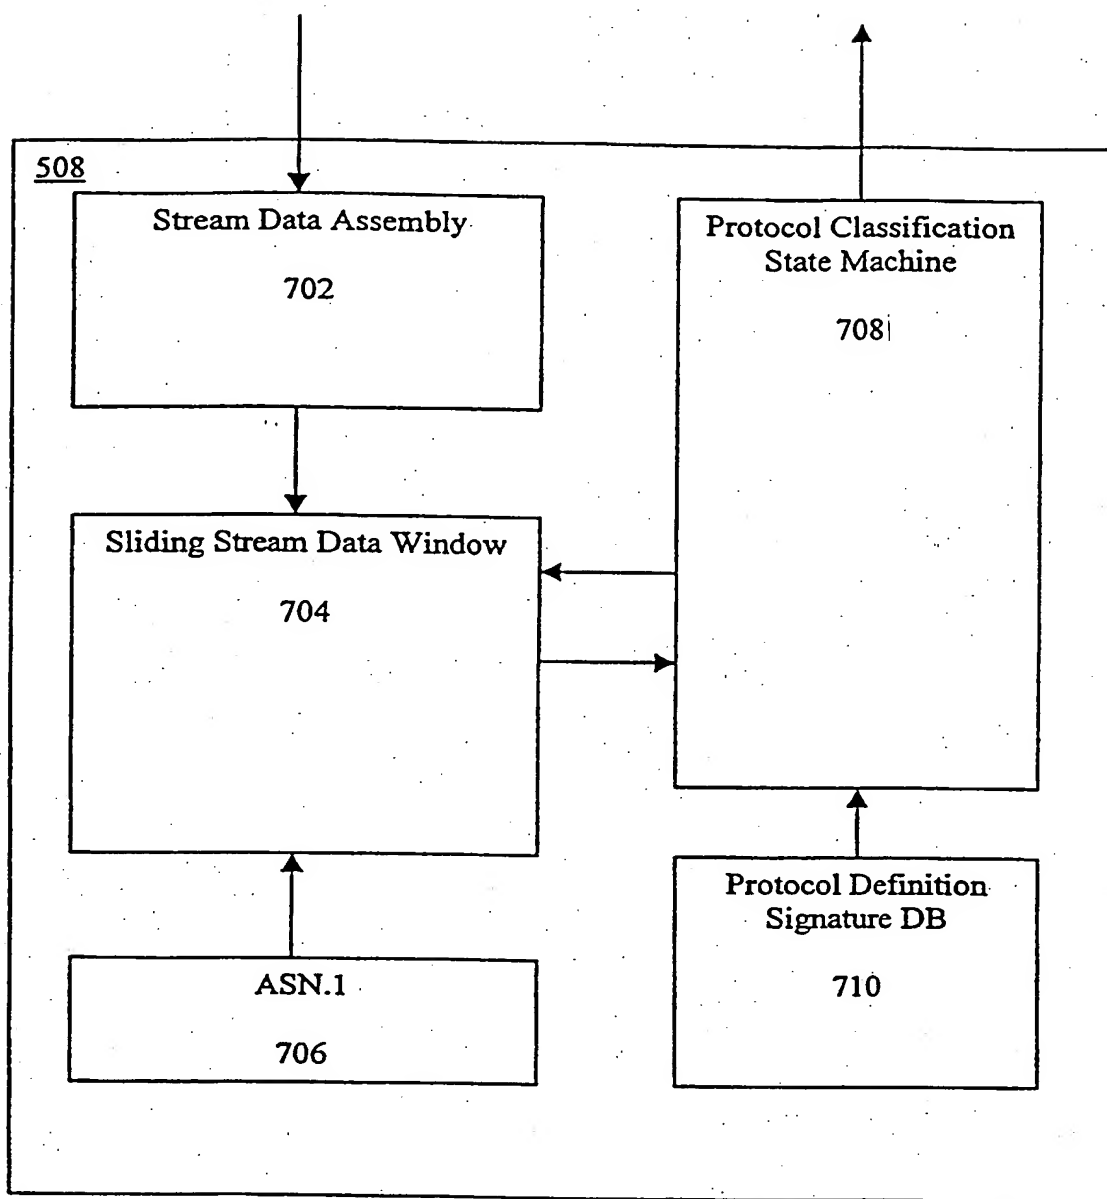 508
Stream Data Assembly
702
Sliding Stream Data Window
704
ASN.1
706
Protocol Classification
State Machine
708
Protocol Definition
Signature DB
710